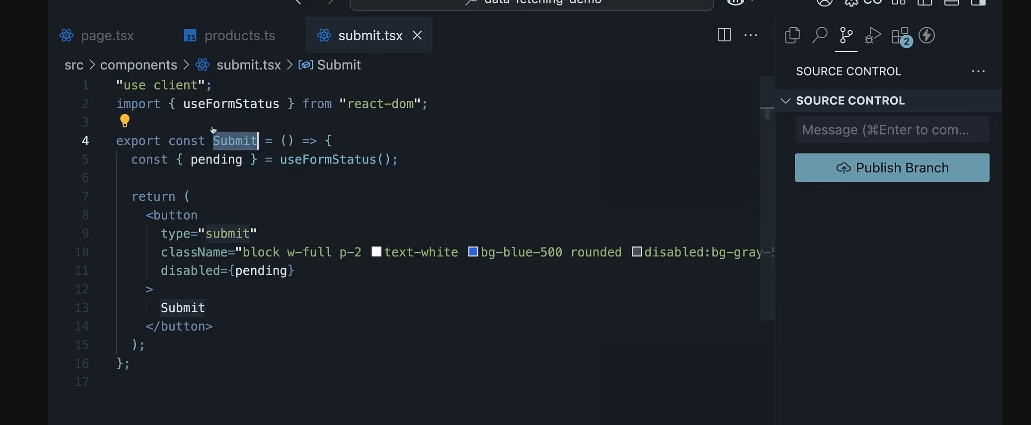 data-fetching-demo
page.tsx
TS products.ts
submit.tsx
2
src > components > submit.tsx > Submit
SOURCE CONTROL
SOURCE CONTROL
Message (⌘Enter to com...
Publish Branch
1 "use client";
2 import { useFormStatus } from "react-dom";
3
4 export const Submit = () => {
5 const { pending } = useFormStatus();
6
7 return (
8 <button
9 type="submit"
10 className="block w-full p-2 text-white bg-blue-500 rounded disabled:bg-gray-5
11 disabled={pending}
12 >
13 Submit
14 </button>
15 );
16 };
17